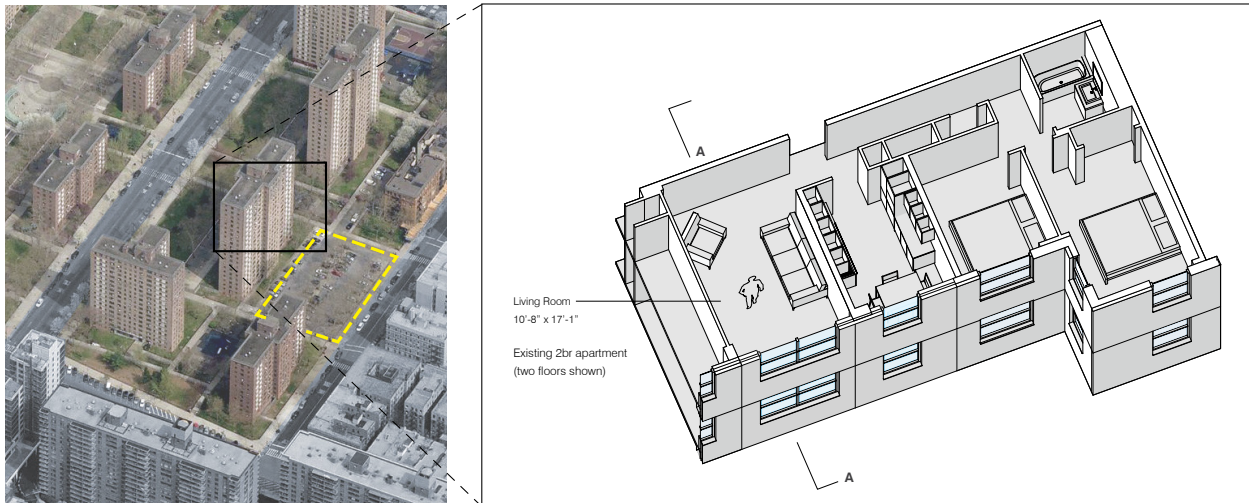 A
Living Room
10'-8" x 17'-1"
Existing 2br apartment
(two floors shown)
A